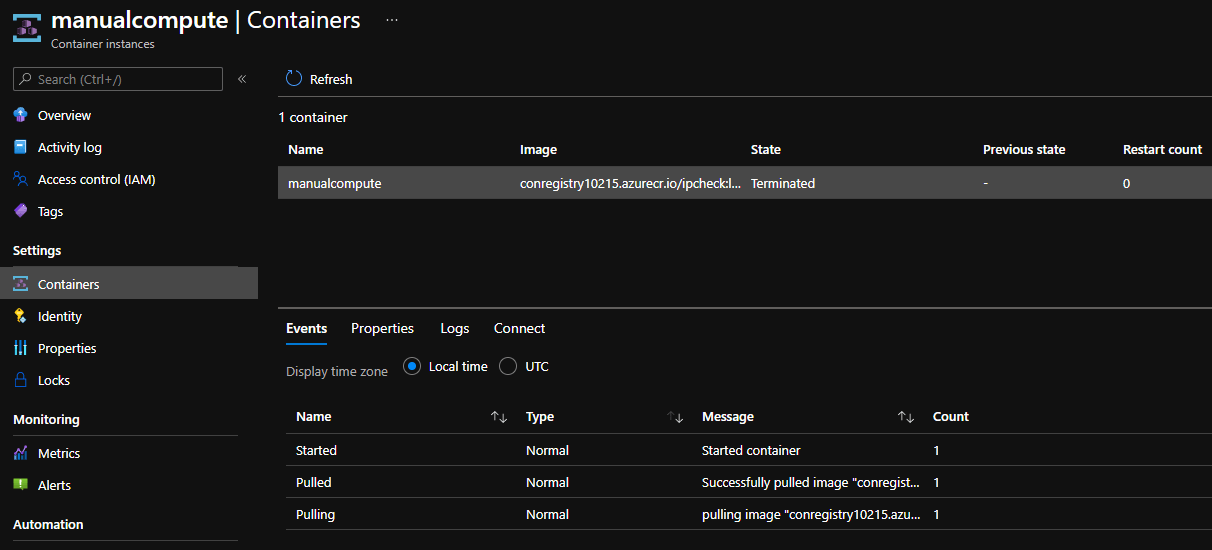 manualcompute | Containers ...
Container instances
Search (Ctrl+/) «
Refresh
Overview
Activity log
Access control (IAM)
Tags
Settings
Containers
Identity
Properties
Locks
Monitoring
Metrics
Alerts
Automation
1 container
Name Image State Previous state Restart count
manualcompute conregistry10215.azurecr.io/ipcheck:l... Terminated - 0
Events Properties Logs Connect
Display time zone Local time UTC
Name Type Message Count
Started Normal Started container 1
Pulled Normal Successfully pulled image "conregist... 1
Pulling Normal pulling image "conregistry10215.azu... 1